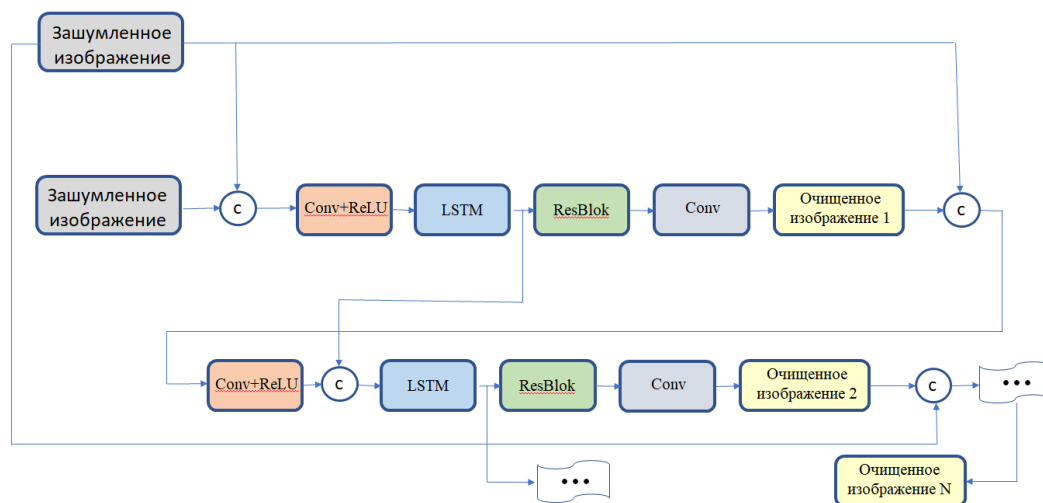 Зашумленное
изображение
Зашумленное
изображение
с
Conv+ReLU
LSTM
ResBlok
Conv
Очищенное
изображение 1
с
Conv+ReLU
с
LSTM
ResBlok
Conv
Очищенное
изображение 2
с
•••
•••
Очищенное
изображение N